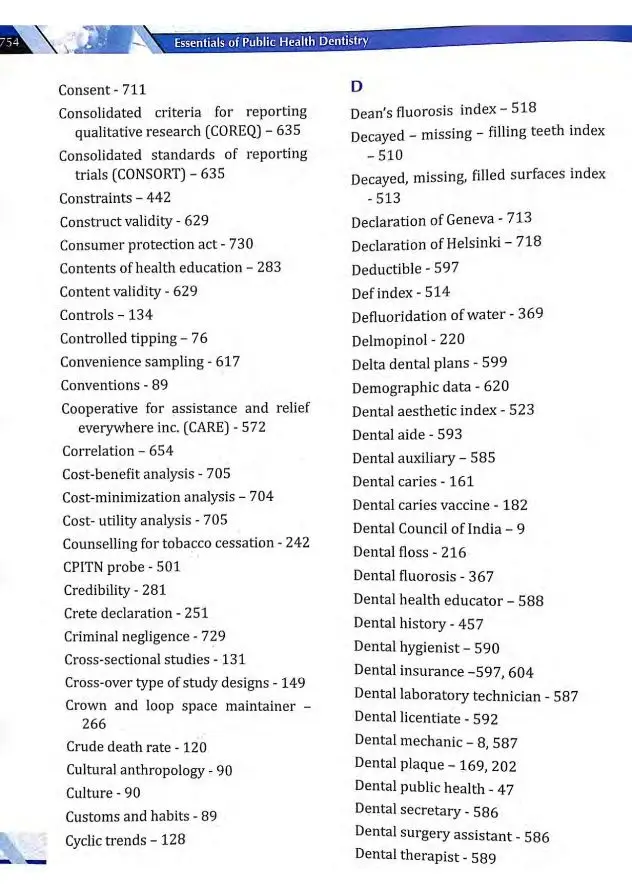 754
Essentials of Public Health Dentistry
Consent - 711
Consolidated criteria for reporting
qualitative research (COREQ) – 635
Consolidated standards of reporting
trials (CONSORT) – 635
Constraints – 442
Construct validity - 629
Consumer protection act - 730
Contents of health education – 283
Content validity - 629
Controls – 134
Controlled tipping – 76
Convenience sampling - 617
Conventions - 89
Cooperative for assistance and relief
everywhere inc. (CARE) - 572
Correlation – 654
Cost-benefit analysis - 705
Cost-minimization analysis – 704
Cost- utility analysis - 705
Counselling for tobacco cessation - 242
CPITN probe - 501
Credibility - 281
Crete declaration - 251
Criminal negligence - 729
Cross-sectional studies - 131
Cross-over type of study designs - 149
Crown and loop space maintainer –
266
Crude death rate - 120
Cultural anthropology - 90
Culture - 90
Customs and habits - 89
Cyclic trends – 128
D
Dean's fluorosis index – 518
Decayed – missing – filling teeth index
– 510
Decayed, missing, filled surfaces index
- 513
Declaration of Geneva - 713
Declaration of Helsinki – 718
Deductible - 597
Def index - 514
Defluoridation of water - 369
Delmopinol - 220
Delta dental plans - 599
Demographic data - 620
Dental aesthetic index - 523
Dental aide - 593
Dental auxiliary – 585
Dental caries - 161
Dental caries vaccine - 182
Dental Council of India – 9
Dental floss - 216
Dental fluorosis - 367
Dental health educator – 588
Dental history - 457
Dental hygienist – 590
Dental insurance –597, 604
Dental laboratory technician - 587
Dental licentiate - 592
Dental mechanic – 8, 587
Dental plaque – 169, 202
Dental public health - 47
Dental secretary - 586
Dental surgery assistant - 586
Dental therapist - 589